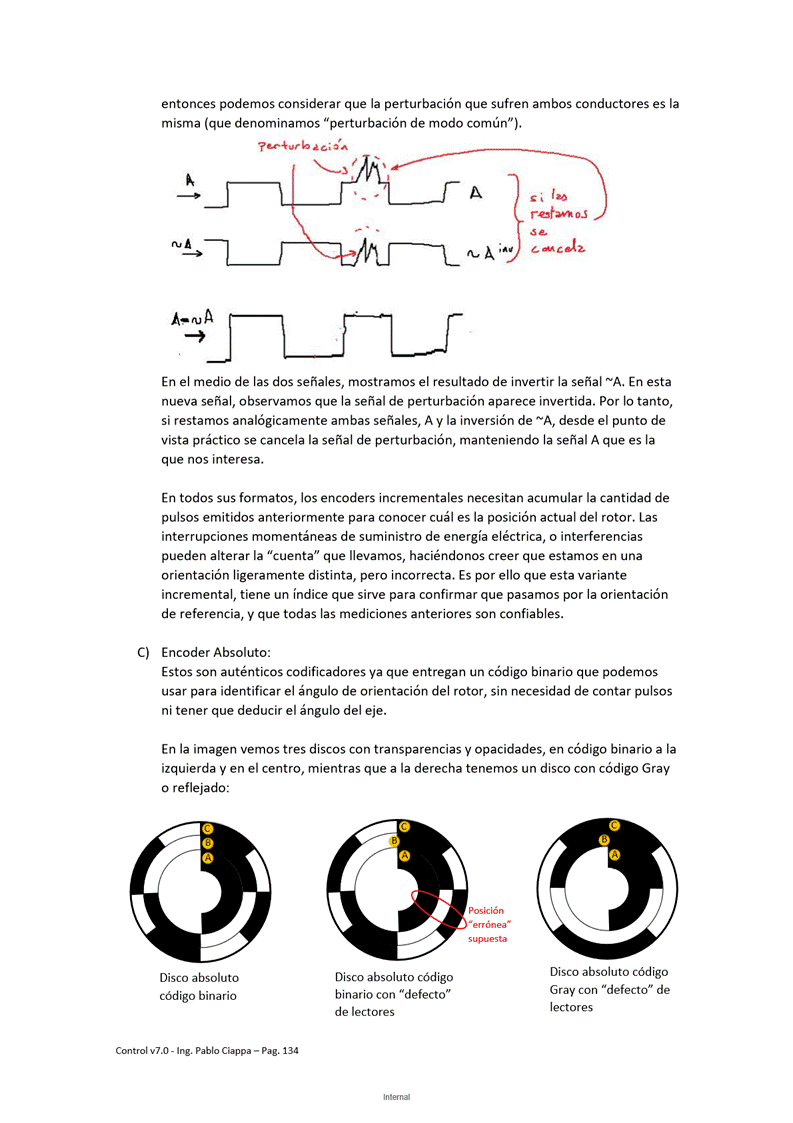 entonces podemos considerar que la perturbación que sufren ambos conductores es la
misma (que denominamos “perturbación de modo común”).
Perturbación
A
A
si las
restamos
se
cancela
~A
~A inv
A=~A
En el medio de las dos señales, mostramos el resultado de invertir la señal ~A. En esta
nueva señal, observamos que la señal de perturbación aparece invertida. Por lo tanto,
si restamos analógicamente ambas señales, A y la inversión de ~A, desde el punto de
vista práctico se cancela la señal de perturbación, manteniendo la señal A que es la
que nos interesa.
En todos sus formatos, los encoders incrementales necesitan acumular la cantidad de
pulsos emitidos anteriormente para conocer cuál es la posición actual del rotor. Las
interrupciones momentáneas de suministro de energía eléctrica, o interferencias
pueden alterar la “cuenta” que llevamos, haciéndonos creer que estamos en una
orientación ligeramente distinta, pero incorrecta. Es por ello que esta variante
incremental, tiene un índice que sirve para confirmar que pasamos por la orientación
de referencia, y que todas las mediciones anteriores son confiables.
C) Encoder Absoluto:
Estos son auténticos codificadores ya que entregan un código binario que podemos
usar para identificar el ángulo de orientación del rotor, sin necesidad de contar pulsos
ni tener que deducir el ángulo del eje.
En la imagen vemos tres discos con transparencias y opacidades, en código binario a la
izquierda y en el centro, mientras que a la derecha tenemos un disco con código Gray
o reflejado:
C
B
A
C
B
A
C
B
A
Posición
“errónea”
supuesta
Disco absoluto
código binario
Disco absoluto código
binario con “defecto”
de lectores
Disco absoluto código
Gray con “defecto” de
lectores
Control v7.0 - Ing. Pablo Ciappa – Pag. 134
Internal